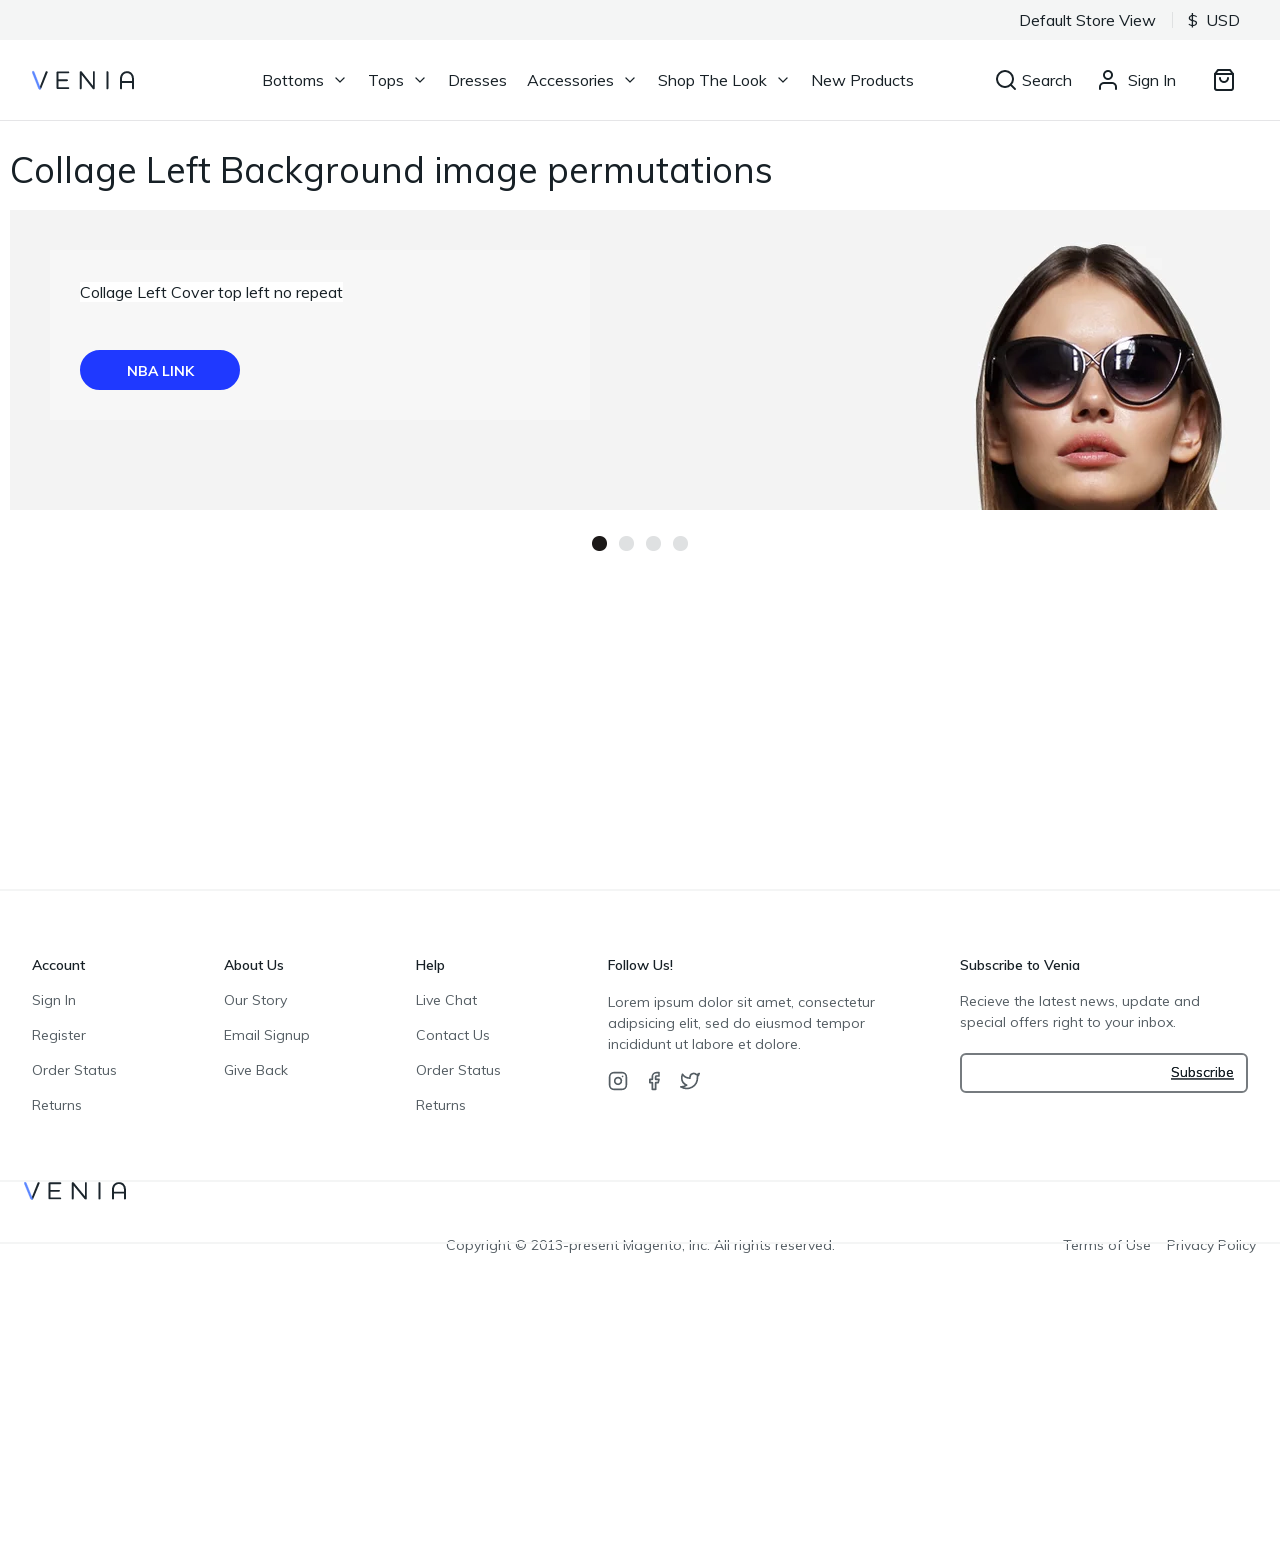 Default Store View $ USD
VENIA Bottoms Tops Dresses Accessories Shop The Look New Products Search Sign In
Collage Left Background image permutations
Collage Left Cover top left no repeat
NBA LINK
Account
Sign In
Register
Order Status
Returns
About Us
Our Story
Email Signup
Give Back
Help
Live Chat
Contact Us
Order Status
Returns
Follow Us!
Lorem ipsum dolor sit amet, consectetur
adipsicing elit, sed do eiusmod tempor
incididunt ut labore et dolore.
Subscribe to Venia
Recieve the latest news, update and
special offers right to your inbox.
Subscribe
VENIA
Copyright © 2013-present Magento, Inc. All rights reserved. Terms of Use Privacy Policy